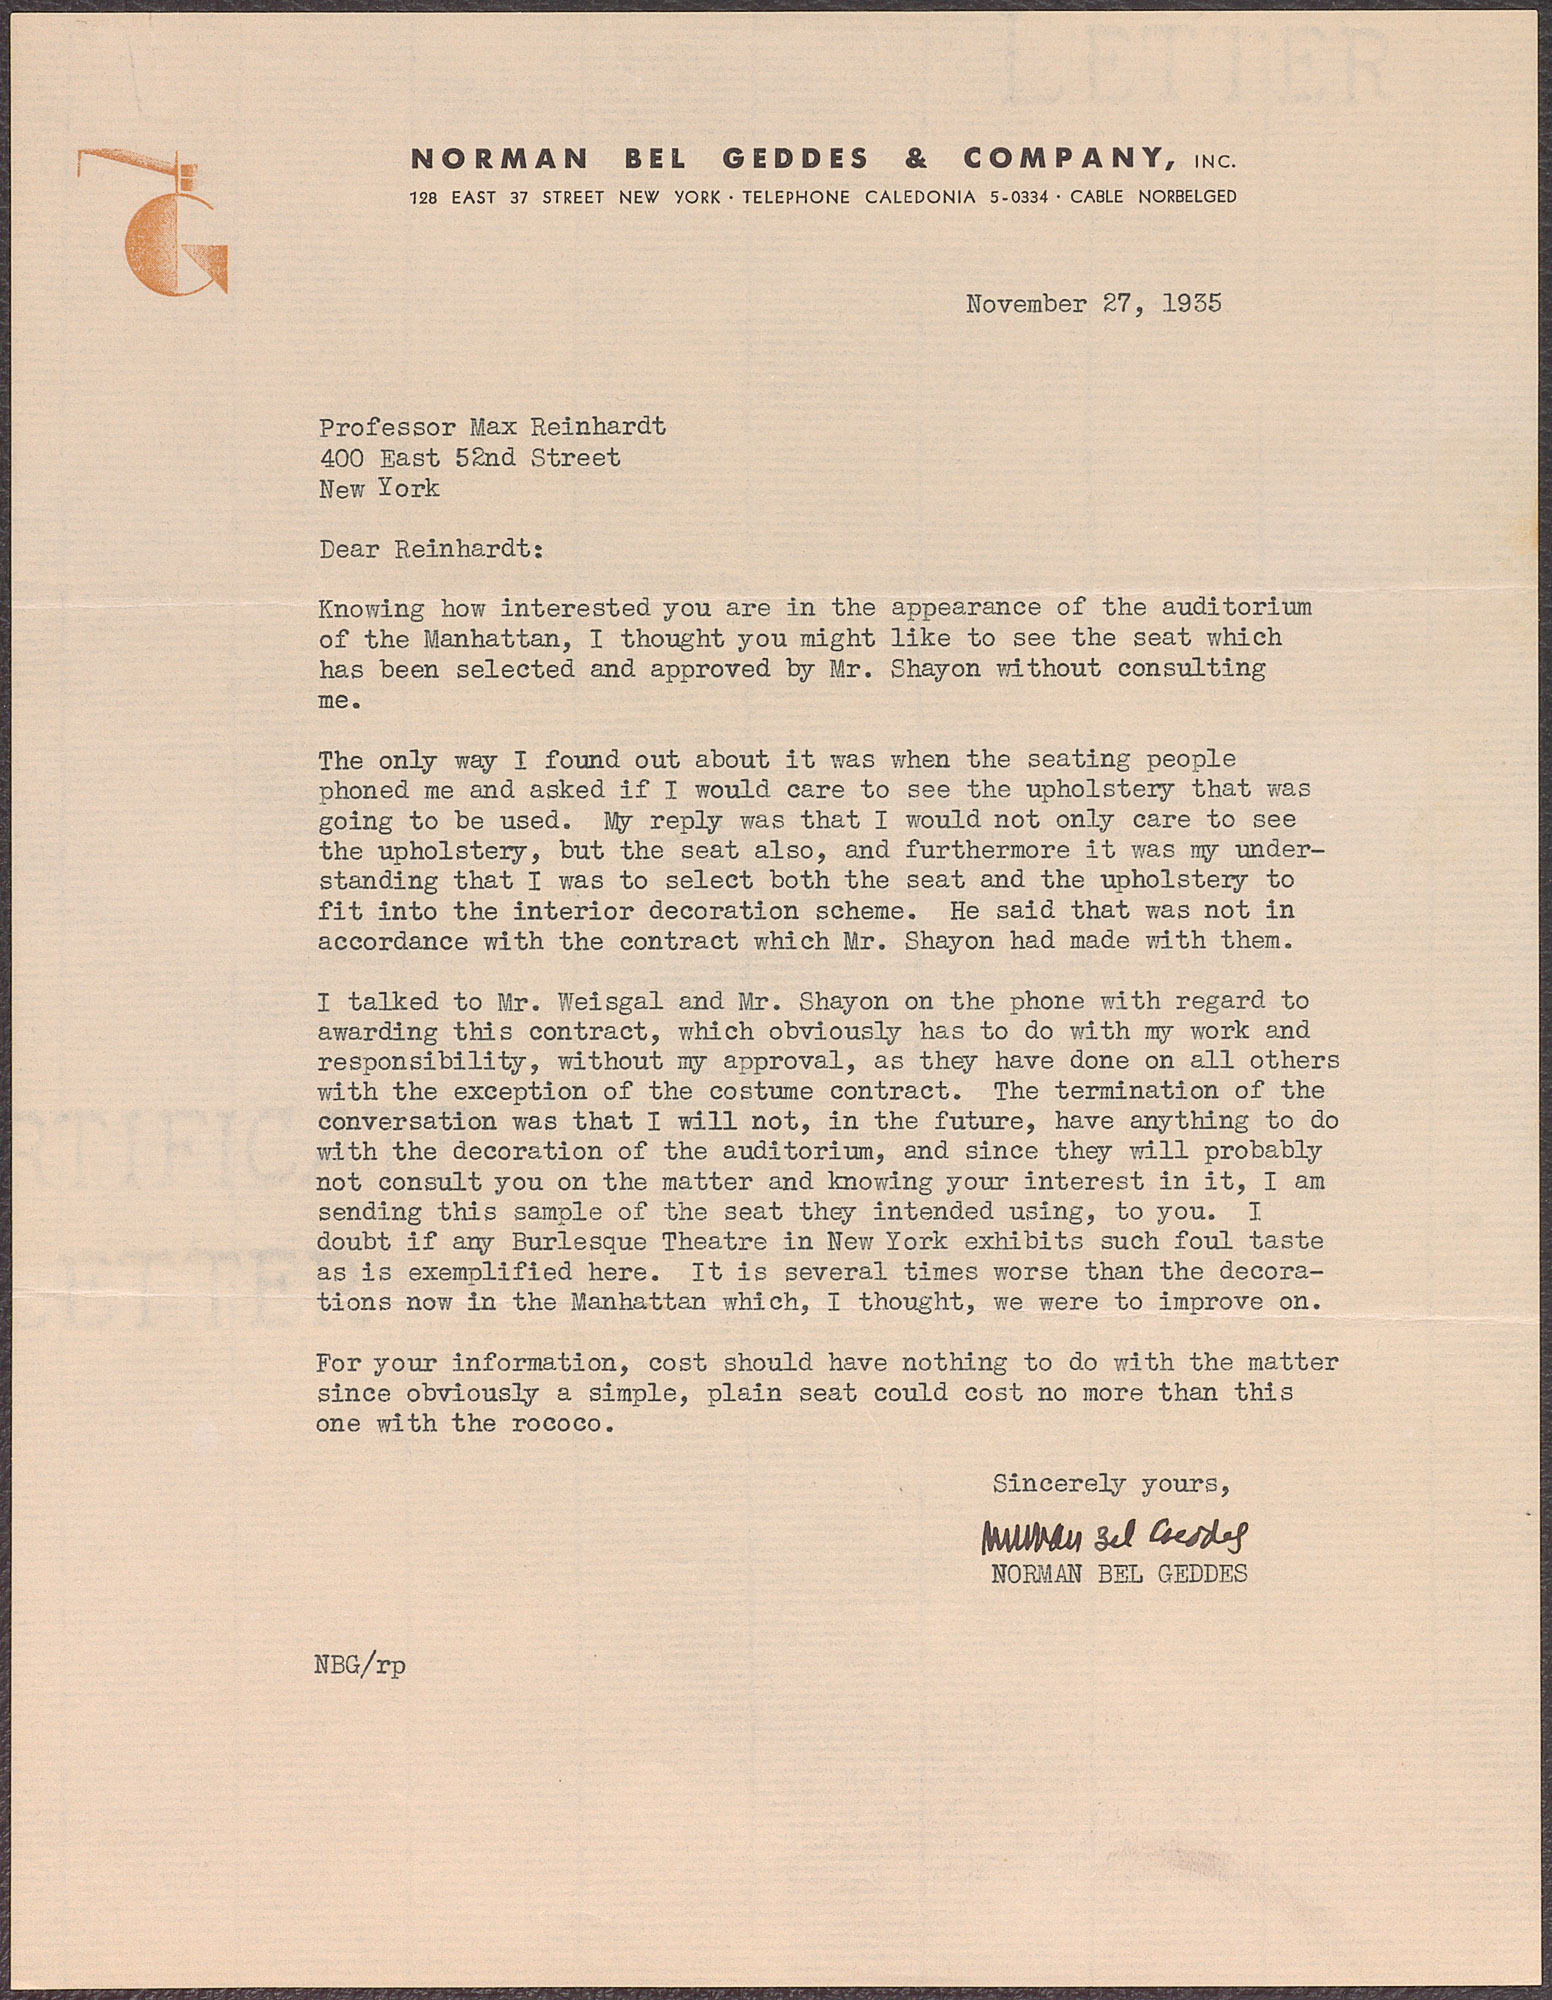 NORMAN BEL GEDDES & COMPANY, INC.
128 EAST 37 STREET NEW YORK · TELEPHONE CALEDONIA 5-0334 · CABLE NORBELGED
November 27, 1935
Professor Max Reinhardt
400 East 52nd Street
New York
Dear Reinhardt:
Knowing how interested you are in the appearance of the auditorium
of the Manhattan, I thought you might like to see the seat which
has been selected and approved by Mr. Shayon without consulting
me.
The only way I found out about it was when the seating people
phoned me and asked if I would care to see the upholstery that was
going to be used.  My reply was that I would not only care to see
the upholstery, but the seat also, and furthermore it was my under-
standing that I was to select both the seat and the upholstery to
fit into the interior decoration scheme.  He said that was not in
accordance with the contract which Mr. Shayon had made with them.
I talked to Mr. Weisgal and Mr. Shayon on the phone with regard to
awarding this contract, which obviously has to do with my work and
responsibility, without my approval, as they have done on all others
with the exception of the costume contract.  The termination of the
conversation was that I will not, in the future, have anything to do
with the decoration of the auditorium, and since they will probably
not consult you on the matter and knowing your interest in it, I am
sending this sample of the seat they intended using, to you.  I
doubt if any Burlesque Theatre in New York exhibits such foul taste
as is exemplified here.  It is several times worse than the decora-
tions now in the Manhattan which, I thought, we were to improve on.
For your information, cost should have nothing to do with the matter
since obviously a simple, plain seat could cost no more than this
one with the rococo.
Sincerely yours,
Norman Bel Geddes
NORMAN BEL GEDDES
NBG/rp